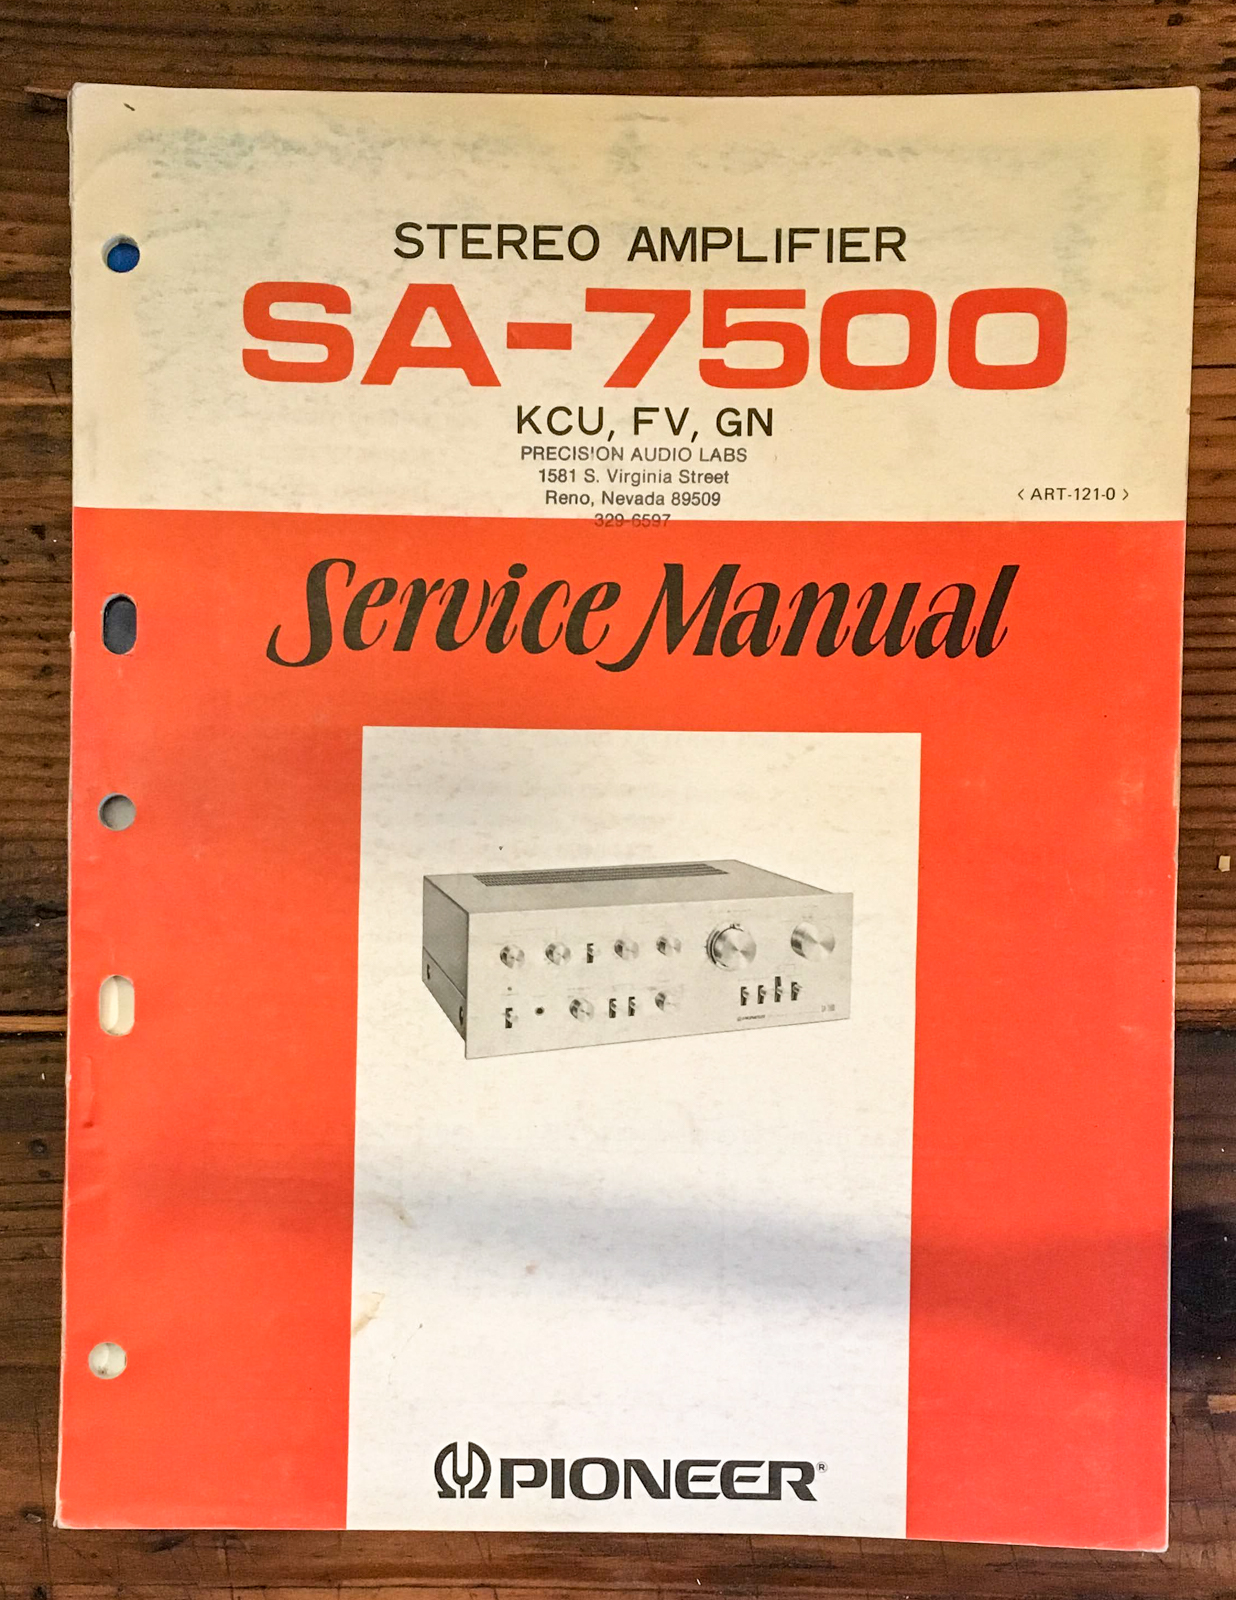 STEREO AMPLIFIER
SA-7500
KCU, FV, GN
PRECISION AUDIO LABS
1581 S. Virginia Street
Reno, Nevada 89509
329-6597
< ART-121-0 >
Service Manual
PIONEER
PIONEER®